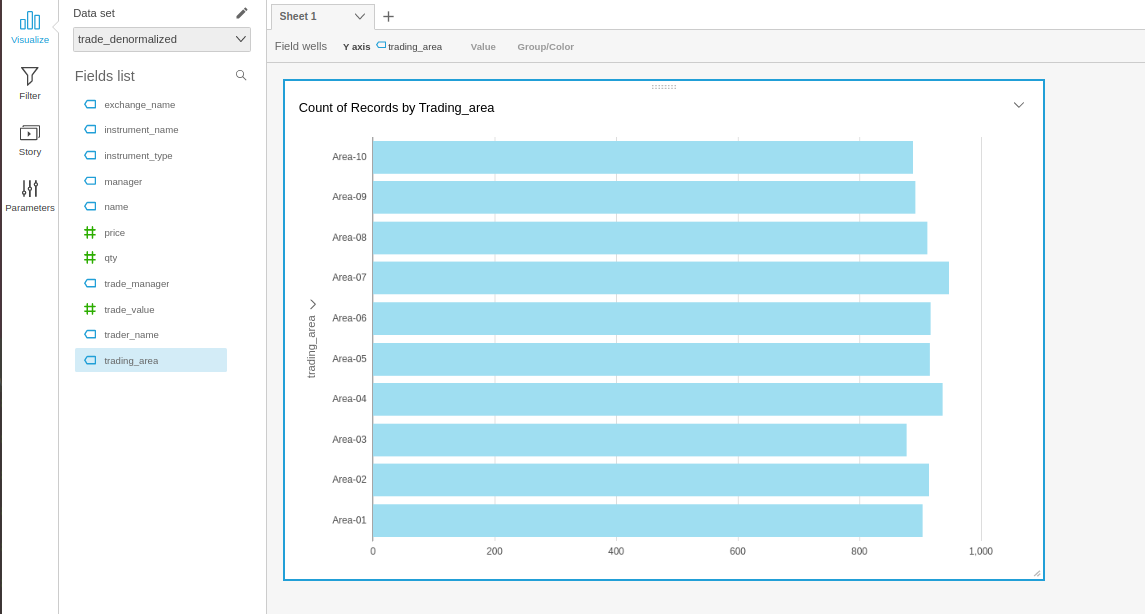 Visualize
Filter
Story
Parameters
Data set
trade_denormalized
Fields list
exchange_name
instrument_name
instrument_type
manager
name
price
qty
trade_manager
trade_value
trader_name
trading_area
Sheet 1
Field wells Y axis trading_area Value Group/Color
Count of Records by Trading_area
trading_area
Area-10
Area-09
Area-08
Area-07
Area-06
Area-05
Area-04
Area-03
Area-02
Area-01
0 200 400 600 800 1,000